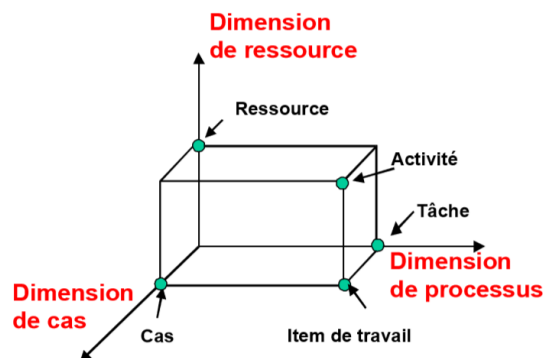 Dimension
de ressource
Ressource
Activité
Tâche
Dimension
de processus
Dimension
de cas
Cas
Item de travail